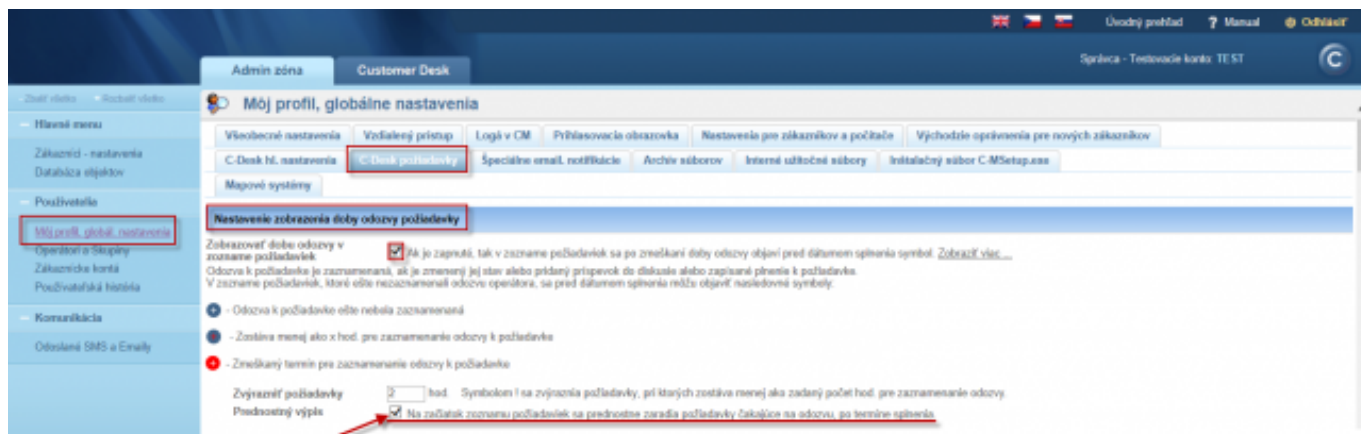 Úvodný prehľad ? Manual Odhlásiť
Admin zóna Customer Desk
Správca - Testovacie konto: TEST
Zbaliť všetko Rozbaliť všetko
Hlavné menu
Zákazníci - nastavenia
Databáza objektov
Používatelia
Môj profil, globál. nastavenia
Operátori a Skupiny
Zákaznícke kontá
Používateľská história
Komunikácia
Odoslané SMS a Emaily
Môj profil, globálne nastavenia
Všeobecné nastavenia Vzdialený prístup Logá v CM Prihlasovacia obrazovka Nastavenia pre zákazníkov a počítače Východzie oprávnenia pre nových zákazníkov
C-Desk hl. nastavenia C-Desk požiadavky Špeciálne email. notifikácie Archív súborov Interné užitočné súbory Inštalačný súbor C-MSetup.exe
Mapové systémy
Nastavenie zobrazenia doby odozvy požiadavky
Zobrazovať dobu odozvy v
zozname požiadaviek
Ak je zapnutá, tak v zozname požiadaviek sa po zmeškaní doby odozvy objaví pred dátumom splnenia symbol. Zobraziť viac ...
Odozva k požiadavke je zaznamenaná, ak je zmenený jej stav alebo pridaný príspevok do diskusie alebo zapísané plnenie k požiadavke.
V zozname požiadaviek, ktoré ešte nezaznamenali odozvu operátora, sa pred dátumom splnenia môžu objaviť nasledovné symboly:
- Odozva k požiadavke ešte nebola zaznamenaná
- Zostáva menej ako x hod. pre zaznamenanie odozvy k požiadavke
- Zmeškaný termín pre zaznamenanie odozvy k požiadavke
Zvýrazniť požiadavky 2 hod. Symbolom ! sa zvýraznia požiadavky, pri ktorých zostáva menej ako zadaný počet hod. pre zaznamenanie odozvy.
Prednostný výpis Na začiatok zoznamu požiadaviek sa prednostne zaradia požiadavky čakajúce na odozvu, po termíne splnenia.